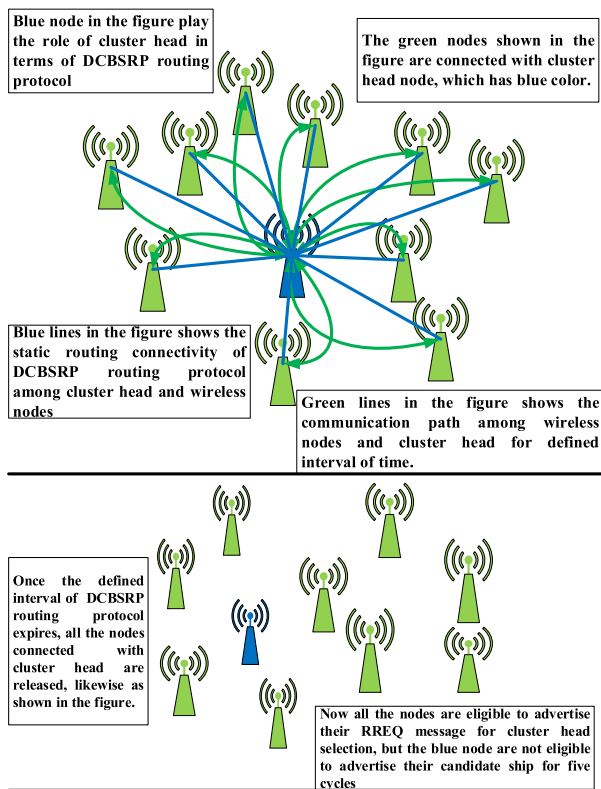 Blue node in the figure play
the role of cluster head in
terms of DCBSRP routing
protocol
The green nodes shown in the
figure are connected with cluster
head node, which has blue color.
Blue lines in the figure shows the
static routing connectivity of
DCBSRP routing protocol
among cluster head and wireless
nodes
Green lines in the figure shows the
communication path among wireless
nodes and cluster head for defined
interval of time.
Once the defined
interval of DCBSRP
routing protocol
expires, all the nodes
connected with
cluster head are
released, likewise as
shown in the figure.
Now all the nodes are eligible to advertise
their RREQ message for cluster head
selection, but the blue node are not eligible
to advertise their candidate ship for five
cycles